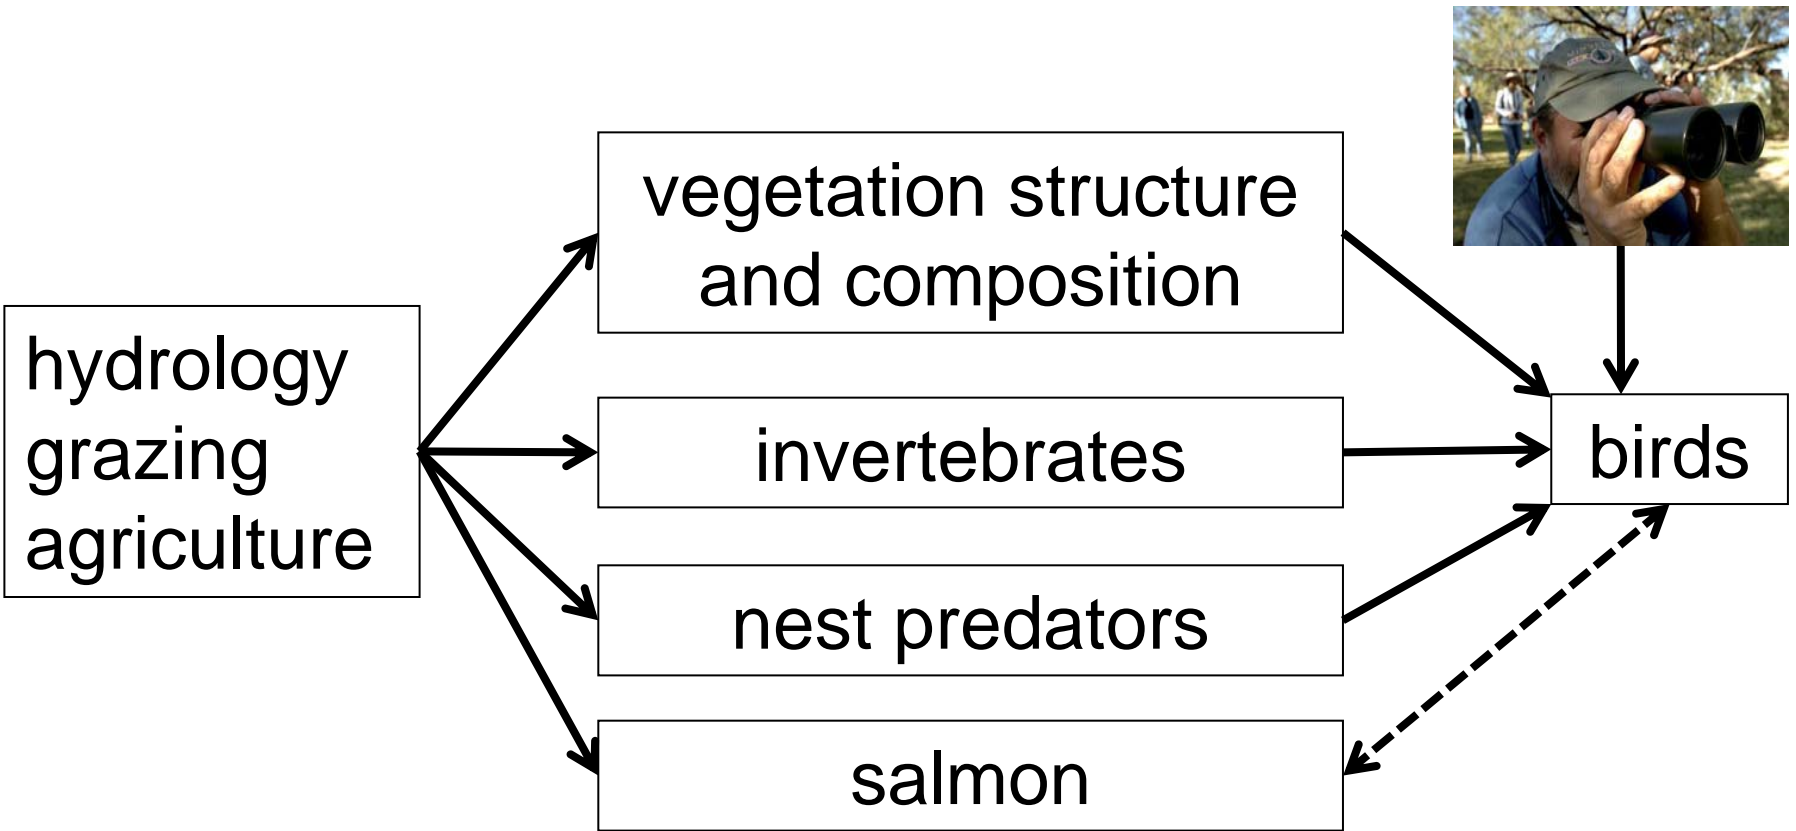 vegetation structure
and composition
hydrology
grazing
agriculture
invertebrates
birds
nest predators
salmon